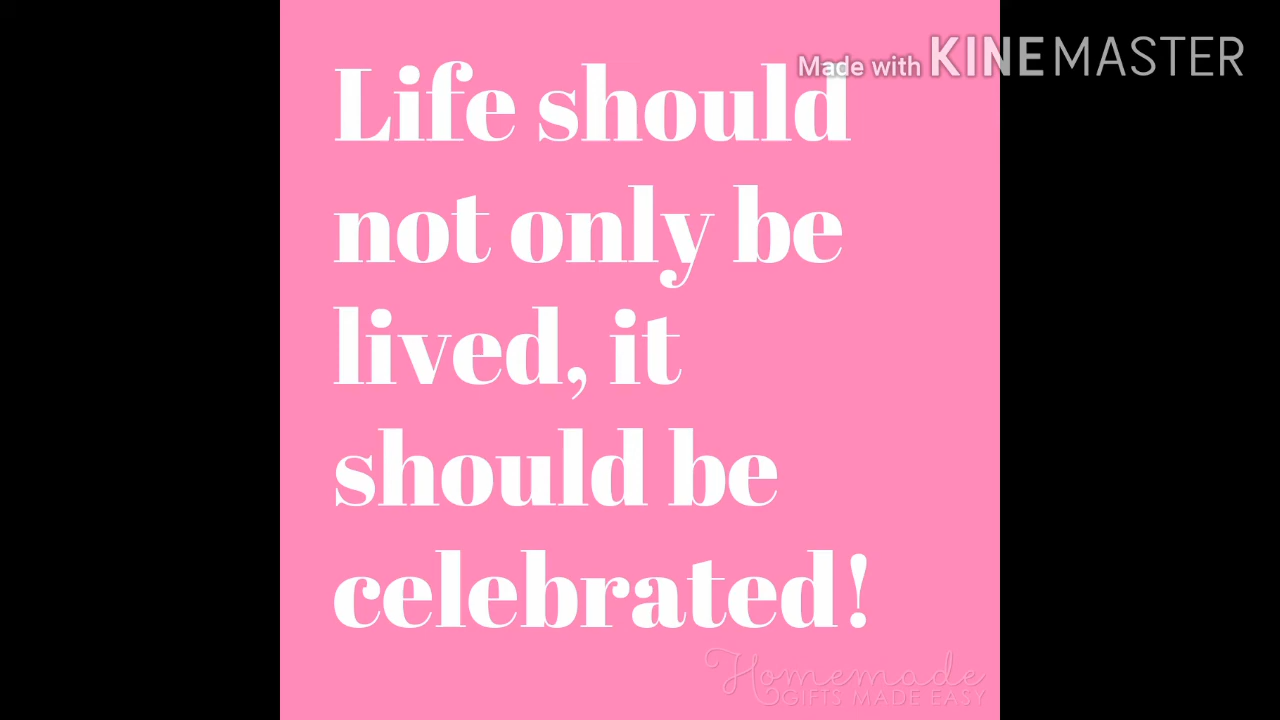 Made with KINEMASTER
Life should
not only be
lived, it
should be
celebrated!
Homemade
GIFTS MADE EASY